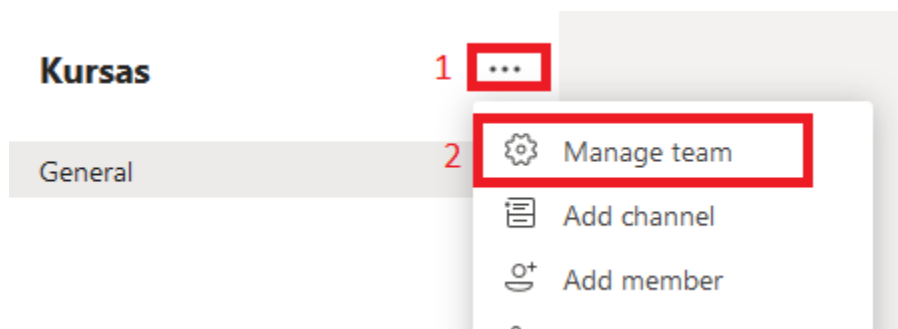 Kursas 1 ...
2 Manage team
General
Add channel
Add member